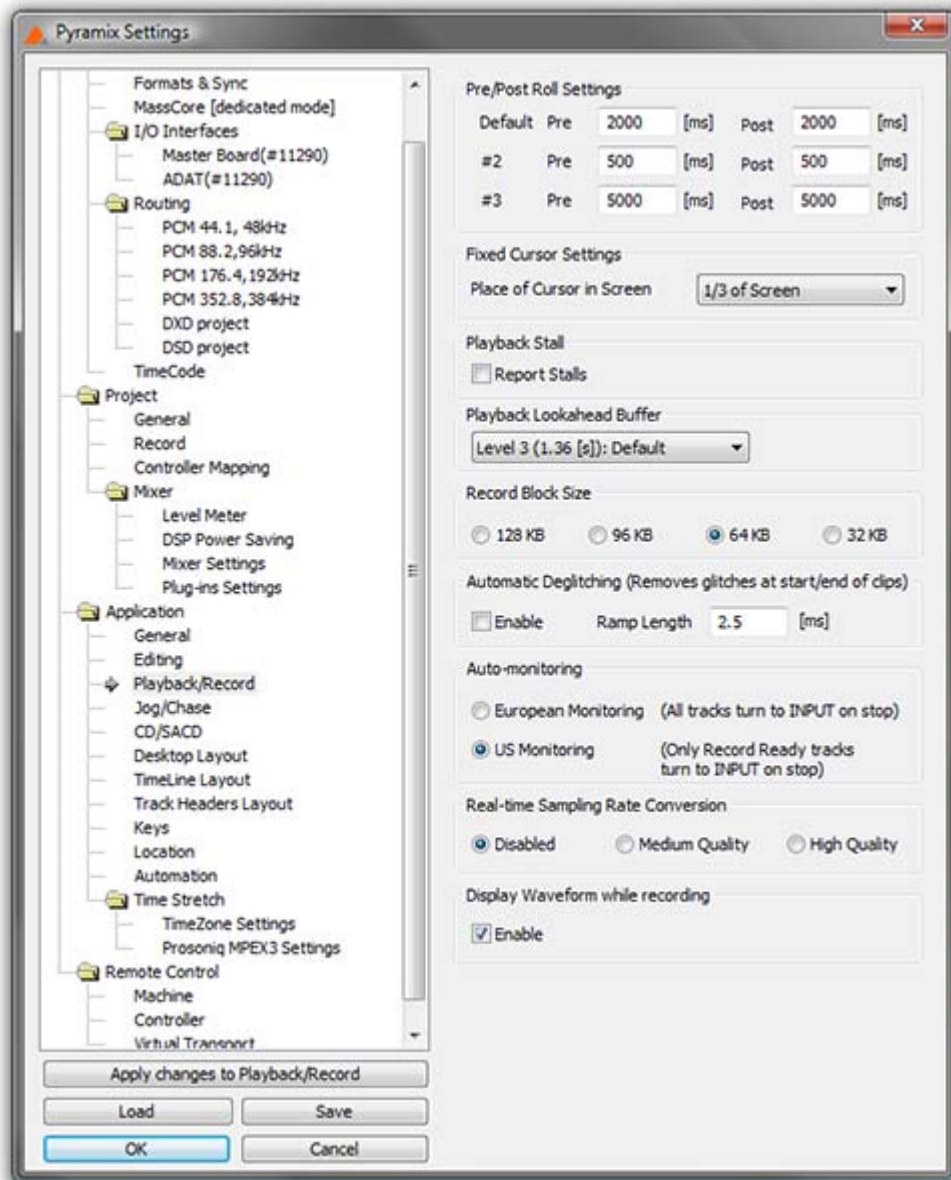 Pyramix Settings
Formats & Sync
MassCore [dedicated mode]
I/O Interfaces
Master Board(#11290)
ADAT(#11290)
Routing
PCM 44.1, 48kHz
PCM 88.2,96kHz
PCM 176.4,192kHz
PCM 352.8,384kHz
DXD project
DSD project
TimeCode
Project
General
Record
Controller Mapping
Mixer
Level Meter
DSP Power Saving
Mixer Settings
Plug-ins Settings
Application
General
Editing
Playback/Record
Jog/Chase
CD/SACD
Desktop Layout
TimeLine Layout
Track Headers Layout
Keys
Location
Automation
Time Stretch
TimeZone Settings
Prosoniq MPEX3 Settings
Remote Control
Machine
Controller
Virtual Transport
Apply changes to Playback/Record
Load Save
OK Cancel
Pre/Post Roll Settings
Default Pre 2000 [ms] Post 2000 [ms]
#2 Pre 500 [ms] Post 500 [ms]
#3 Pre 5000 [ms] Post 5000 [ms]
Fixed Cursor Settings
Place of Cursor in Screen 1/3 of Screen
Playback Stall
Report Stalls
Playback Lookahead Buffer
Level 3 (1.36 [s]): Default
Record Block Size
128 KB 96 KB 64 KB 32 KB
Automatic Deglitching (Removes glitches at start/end of clips)
Enable Ramp Length 2.5 [ms]
Auto-monitoring
European Monitoring (All tracks turn to INPUT on stop)
US Monitoring (Only Record Ready tracks
turn to INPUT on stop)
Real-time Sampling Rate Conversion
Disabled Medium Quality High Quality
Display Waveform while recording
Enable